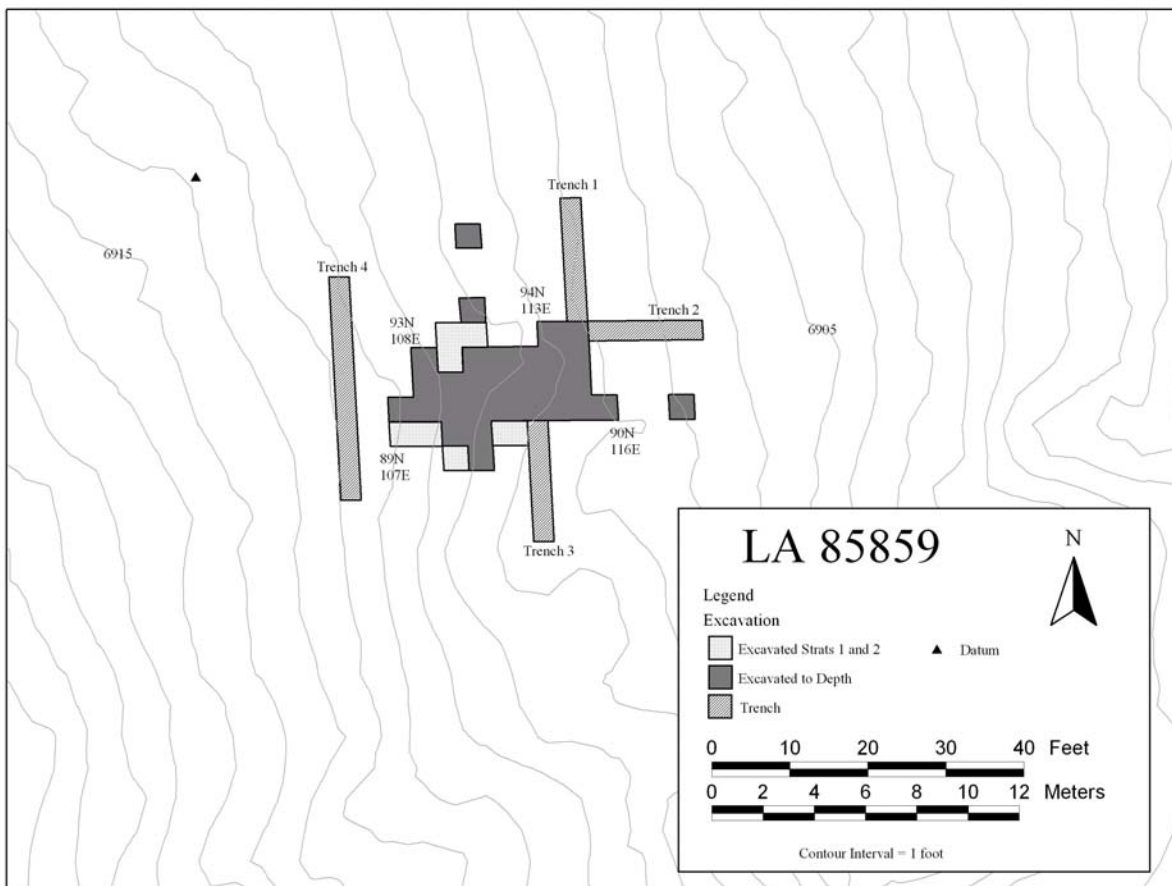 Trench 1
6915
Trench 4
94N
113E
Trench 2
93N
108E
6905
90N
116E
89N
107E
Trench 3
LA 85859
N
Legend
Excavation
Excavated Strats 1 and 2
Datum
Excavated to Depth
Trench
0 10 20 30 40 Feet
0 2 4 6 8 10 12 Meters
Contour Interval = 1 foot